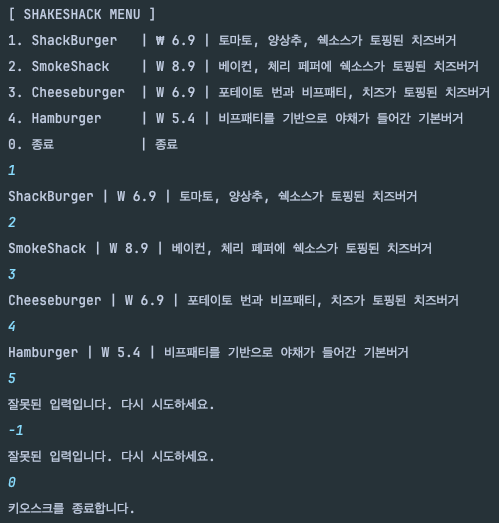 [ SHAKESHACK MENU ]
1. ShackBurger   | ₩ 6.9 | 토마토, 양상추, 쉑소스가 토핑된 치즈버거
2. SmokeShack    | W 8.9 | 베이컨, 체리 페퍼에 쉑소스가 토핑된 치즈버거
3. Cheeseburger  | W 6.9 | 포테이토 번과 비프패티, 치즈가 토핑된 치즈버거
4. Hamburger     | W 5.4 | 비프패티를 기반으로 야채가 들어간 기본버거
0. 종료           | 종료
1
ShackBurger | W 6.9 | 토마토, 양상추, 쉑소스가 토핑된 치즈버거
2
SmokeShack | W 8.9 | 베이컨, 체리 페퍼에 쉑소스가 토핑된 치즈버거
3
Cheeseburger | W 6.9 | 포테이토 번과 비프패티, 치즈가 토핑된 치즈버거
4
Hamburger | W 5.4 | 비프패티를 기반으로 야채가 들어간 기본버거
5
잘못된 입력입니다. 다시 시도하세요.
-1
잘못된 입력입니다. 다시 시도하세요.
0
키오스크를 종료합니다.